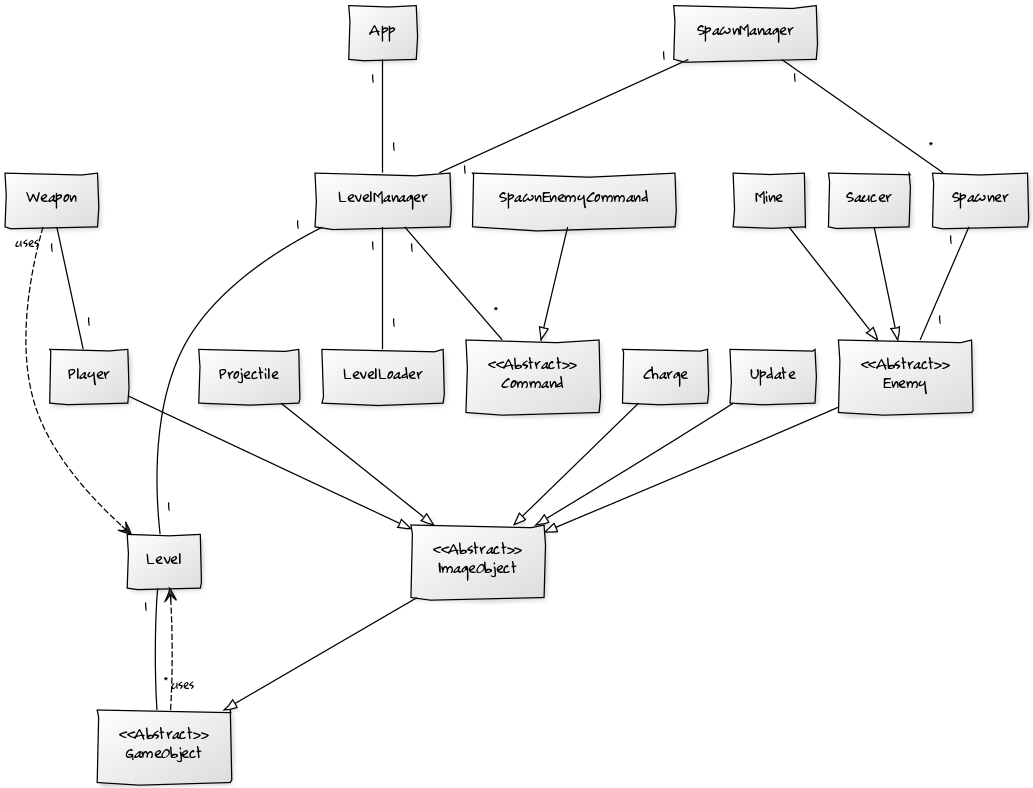 App
SpawnManager
1
1
1
1
*
1
Weapon
LevelManager
SpawnEnemyCommand
Mine
Saucer
Spawner
uses
1
1
1
1
1
1
*
1
1
<<Abstract>>
Command
<<Abstract>>
Enemy
Player
Projectile
LevelLoader
Charge
Update
1
<<Abstract>>
ImageObject
Level
1
*
uses
<<Abstract>>
GameObject